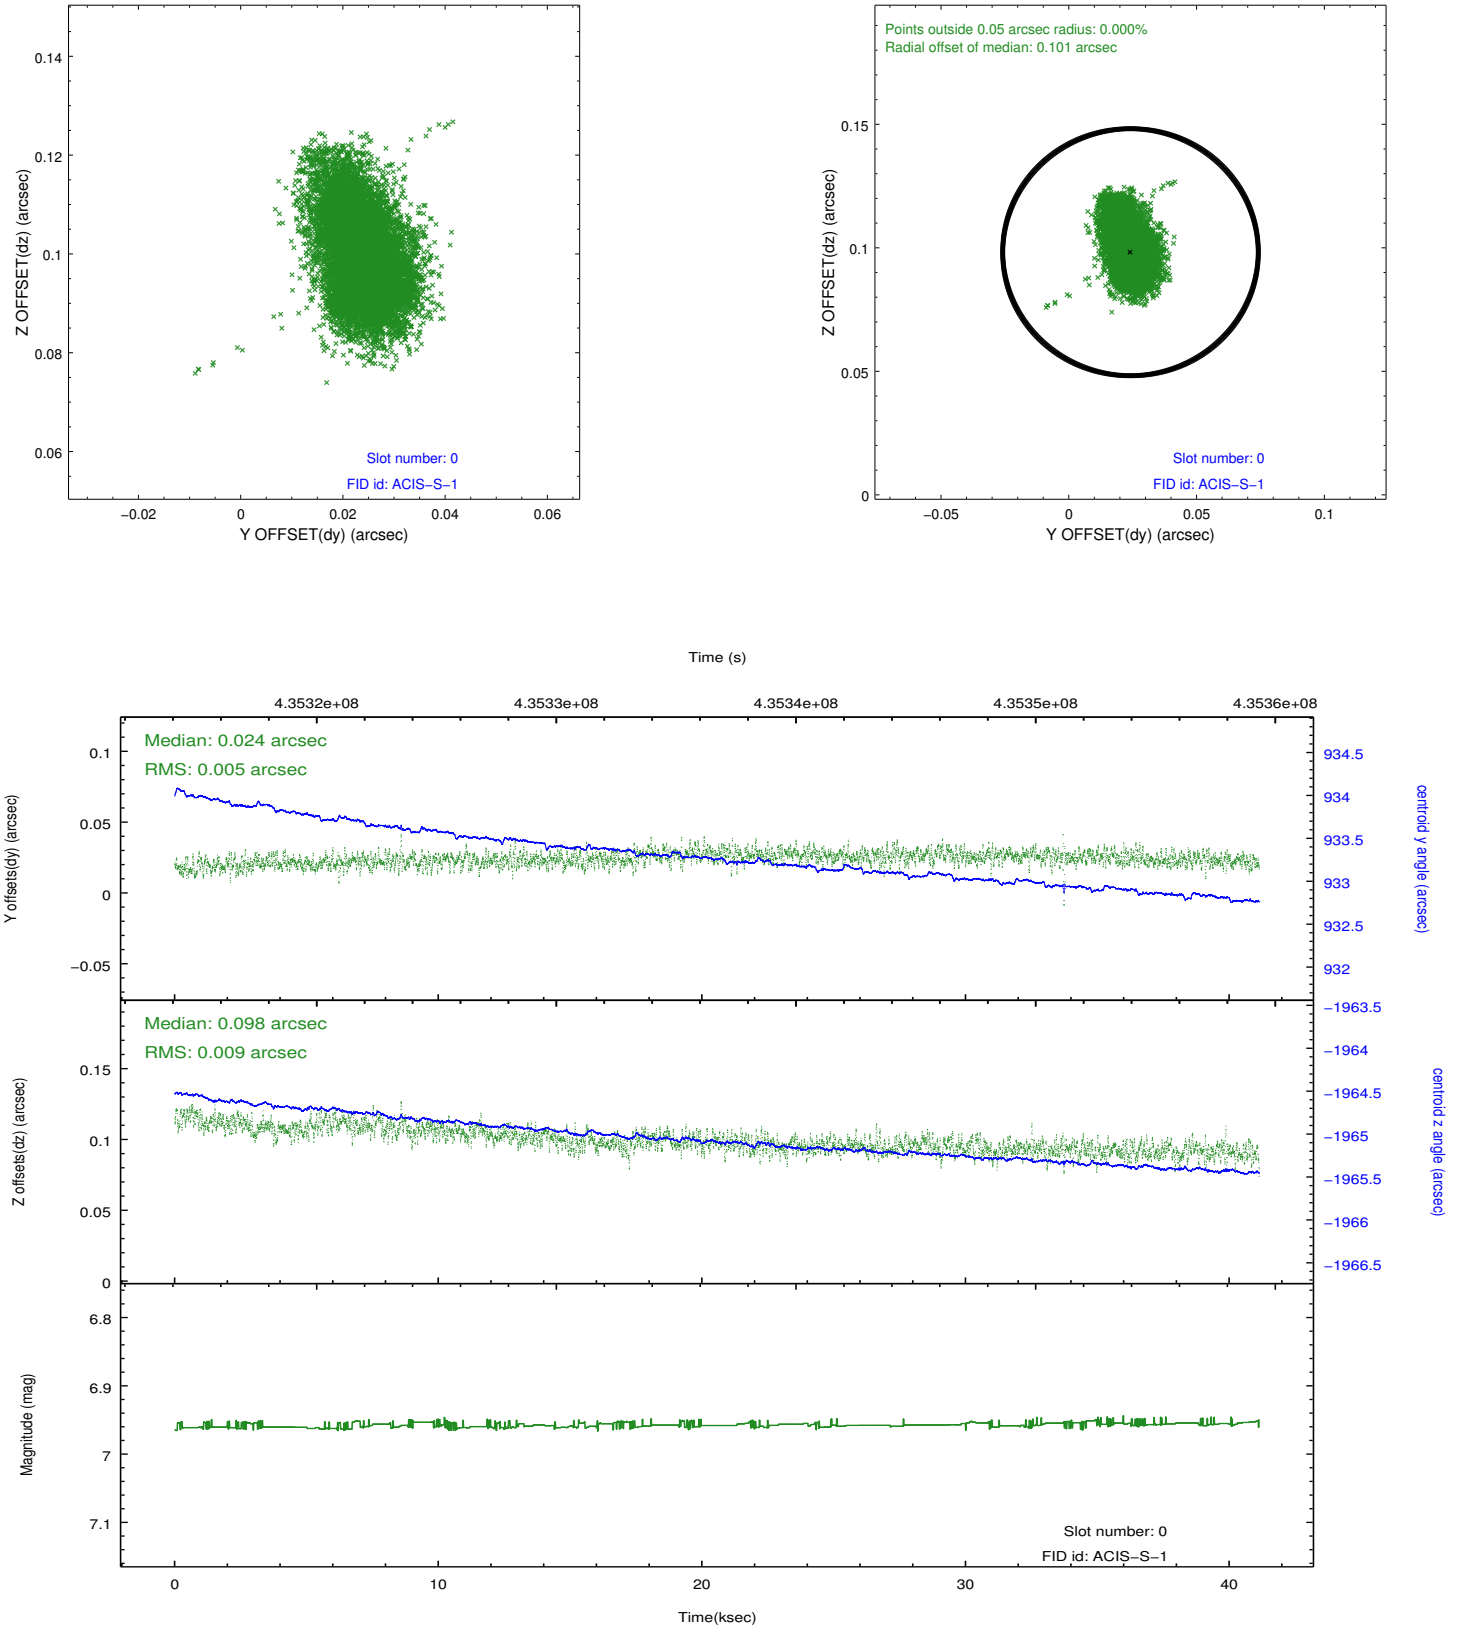 0.14
0.12
0.1
0.08
0.06
Z OFFSET(dz) (arcsec)
Slot number: 0
FID id: ACIS−S−1
−0.02 0 0.02 0.04 0.06
Y OFFSET(dy) (arcsec)
Points outside 0.05 arcsec radius: 0.000%
Radial offset of median: 0.101 arcsec
0.15
0.1
0.05
0
Z OFFSET(dz) (arcsec)
Slot number: 0
FID id: ACIS−S−1
−0.05 0 0.05 0.1
Y OFFSET(dy) (arcsec)
Time (s)
4.3532e+08 4.3533e+08 4.3534e+08 4.3535e+08 4.3536e+08
Median: 0.024 arcsec
RMS: 0.005 arcsec
0.1
0.05
0
−0.05
Y offsets(dy) (arcsec)
934.5
934
933.5
933
932.5
932
centroid y angle (arcsec)
Median: 0.098 arcsec
RMS: 0.009 arcsec
0.15
0.1
0.05
0
Z offsets(dz) (arcsec)
−1963.5
−1964
−1964.5
−1965
−1965.5
−1966
−1966.5
centroid z angle (arcsec)
6.8
6.9
7
7.1
Magnitude (mag)
Slot number: 0
FID id: ACIS−S−1
0 10 20 30 40
Time(ksec)